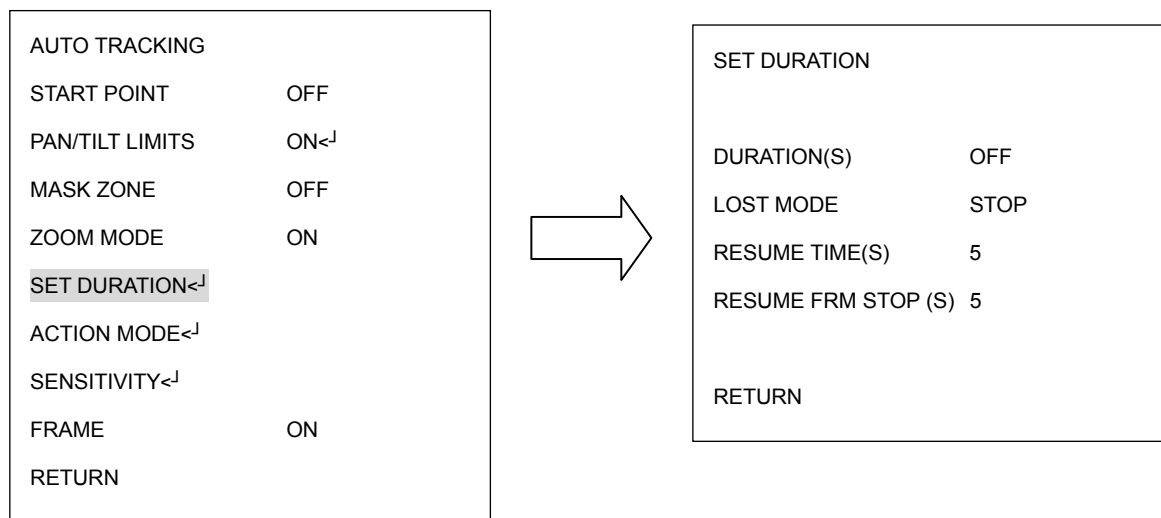 AUTO TRACKING
START POINT OFF
PAN/TILT LIMITS ON<┘
MASK ZONE OFF
ZOOM MODE ON
SET DURATION<┘
ACTION MODE<┘
SENSITIVITY<┘
FRAME ON
RETURN
SET DURATION
DURATION(S) OFF
LOST MODE STOP
RESUME TIME(S) 5
RESUME FRM STOP (S) 5
RETURN